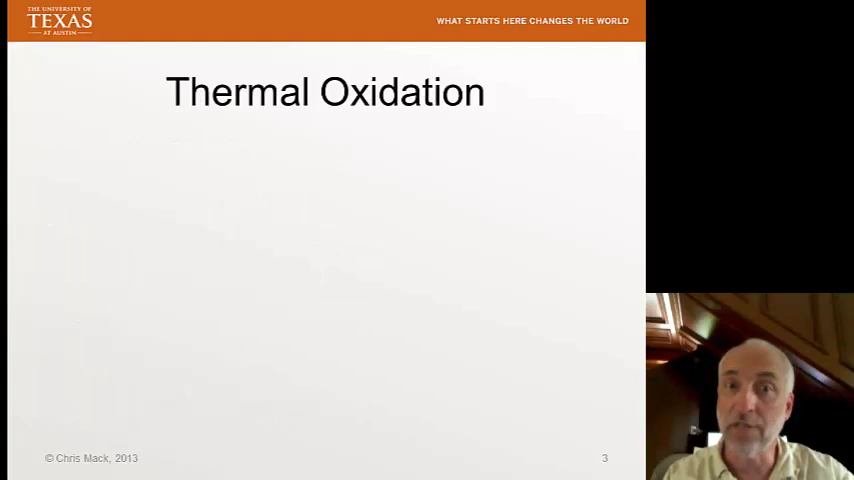 THE UNIVERSITY OF
TEXAS
AT AUSTIN
WHAT STARTS HERE CHANGES THE WORLD
Thermal Oxidation
© Chris Mack, 2013
3